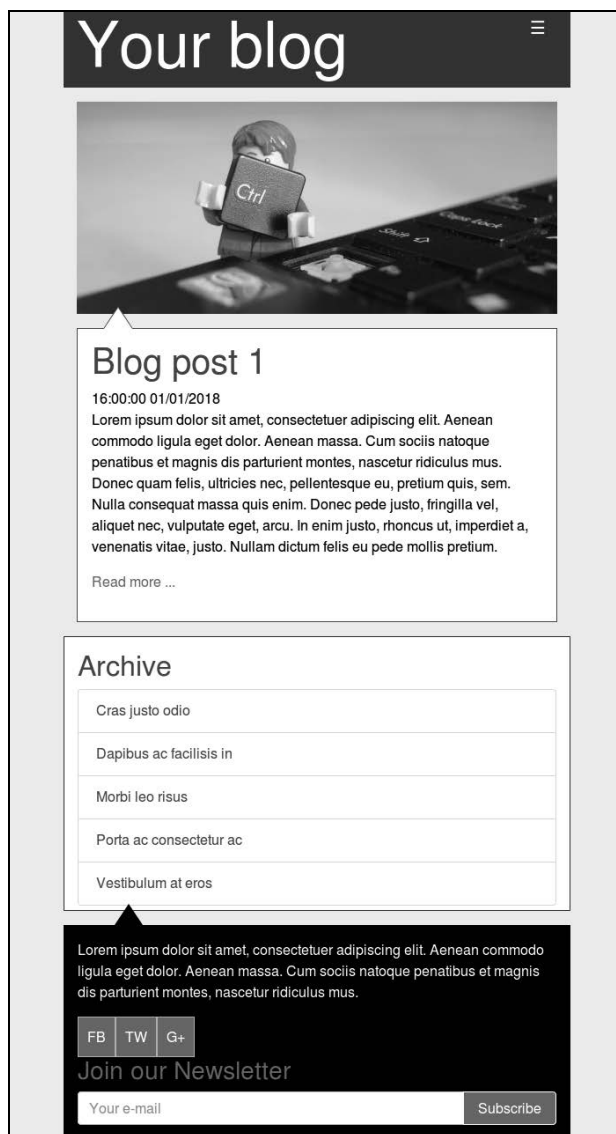 Your blog
☰
Ctrl
Caps Lock
Shift
Blog post 1
16:00:00 01/01/2018
Lorem ipsum dolor sit amet, consectetuer adipiscing elit. Aenean
commodo ligula eget dolor. Aenean massa. Cum sociis natoque
penatibus et magnis dis parturient montes, nascetur ridiculus mus.
Donec quam felis, ultricies nec, pellentesque eu, pretium quis, sem.
Nulla consequat massa quis enim. Donec pede justo, fringilla vel,
aliquet nec, vulputate eget, arcu. In enim justo, rhoncus ut, imperdiet a,
venenatis vitae, justo. Nullam dictum felis eu pede mollis pretium.
Read more ...
Archive
Cras justo odio
Dapibus ac facilisis in
Morbi leo risus
Porta ac consectetur ac
Vestibulum at eros
Lorem ipsum dolor sit amet, consectetuer adipiscing elit. Aenean commodo
ligula eget dolor. Aenean massa. Cum sociis natoque penatibus et magnis
dis parturient montes, nascetur ridiculus mus.
FB TW G+
Join our Newsletter
Your e-mail Subscribe